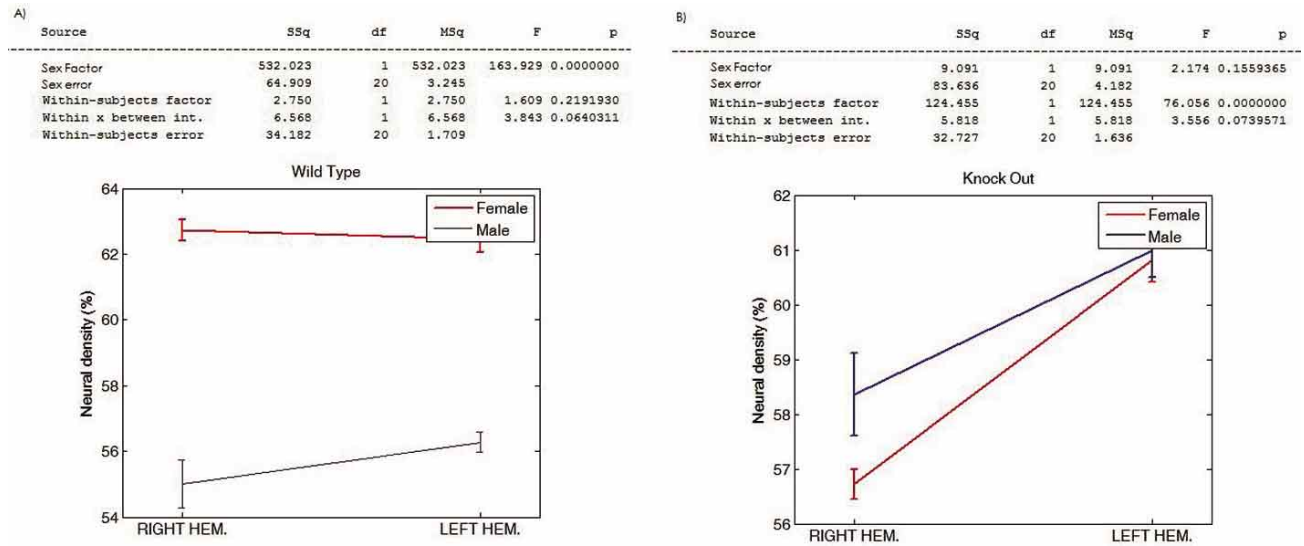 A)
Source SSq df MSq F p
Sex Factor 532.023 1 532.023 163.929 0.0000000
Sex error 64.909 20 3.245
Within-subjects factor 2.750 1 2.750 1.609 0.2191930
Within x between int. 6.568 1 6.568 3.843 0.0640311
Within-subjects error 34.182 20 1.709
Wild Type
64
62
60
58
56
54
Neural density (%)
Female
Male
RIGHT HEM. LEFT HEM.
B)
Source SSq df MSq F p
Sex Factor 9.091 1 9.091 2.174 0.1559365
Sex error 83.636 20 4.182
Within-subjects factor 124.455 1 124.455 76.056 0.0000000
Within x between int. 5.818 1 5.818 3.556 0.0739571
Within-subjects error 32.727 20 1.636
Knock Out
62
61
60
59
58
57
56
Neural density (%)
Female
Male
RIGHT HEM. LEFT HEM.